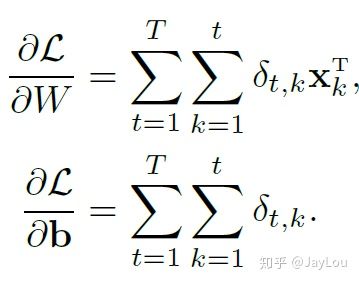 ∂ℒ/∂W = ∑_{t=1}^{T} ∑_{k=1}^{t} δ_{t,k} 𝐱_k^T,
∂ℒ/∂𝐛 = ∑_{t=1}^{T} ∑_{k=1}^{t} δ_{t,k}.
知乎 @JayLou